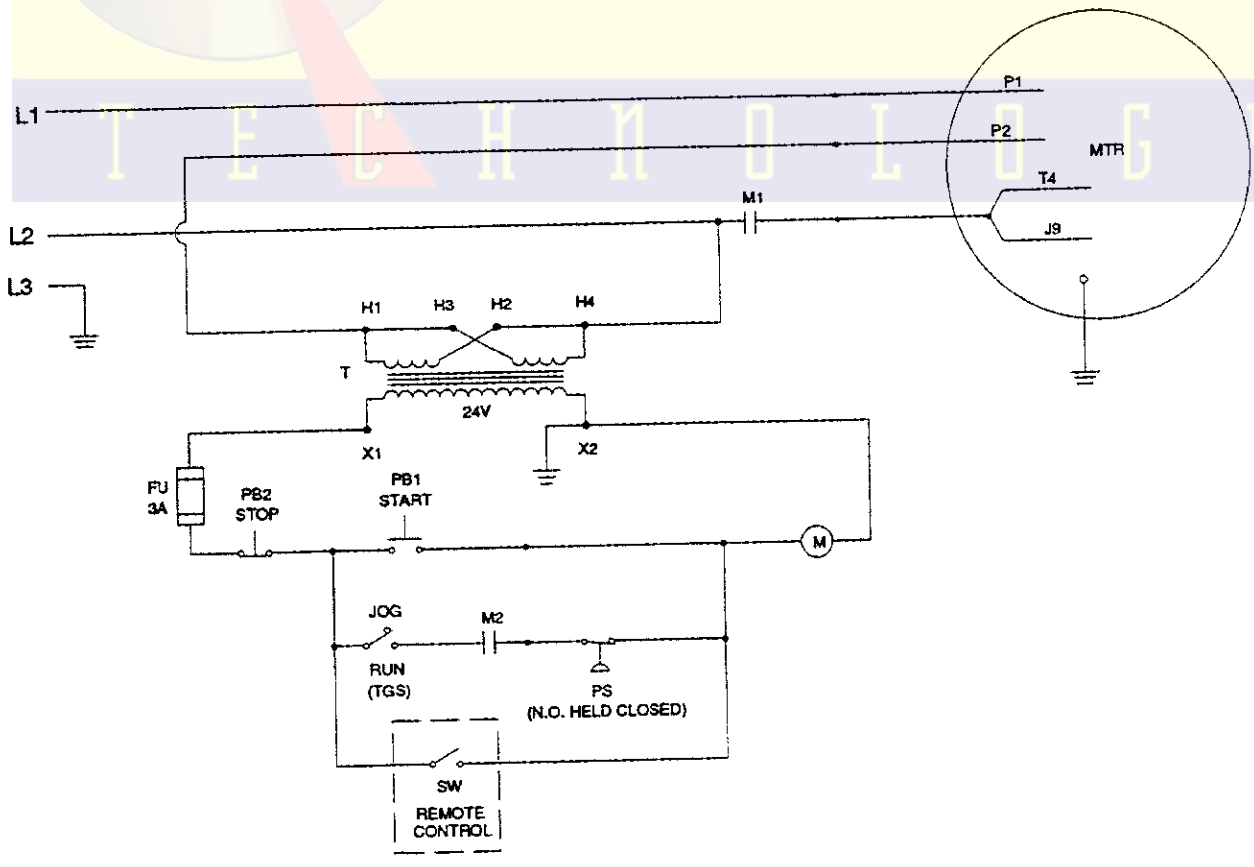 L1
P1
T E C H N O L O G
P2
MTR
T4
M1
L2
J9
L3
H1 H3 H2 H4
T
24V
X1 X2
FU
3A
PB2
STOP
PB1
START
M
JOG
M2
RUN
(TGS)
PS
(N.O. HELD CLOSED)
SW
REMOTE
CONTROL